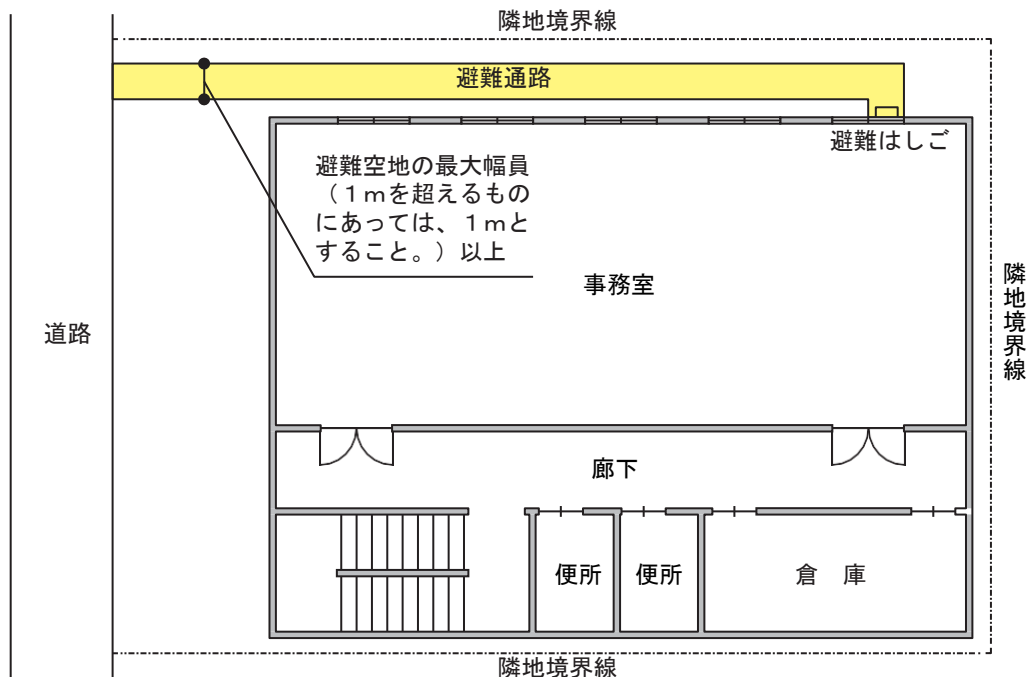 隣地境界線
避難通路
避難はしご
避難空地の最大幅員
（１ｍを超えるもの
にあっては、１ｍと
すること。）以上
事務室
隣地境界線
道路
廊下
便所
便所
倉　庫
隣地境界線